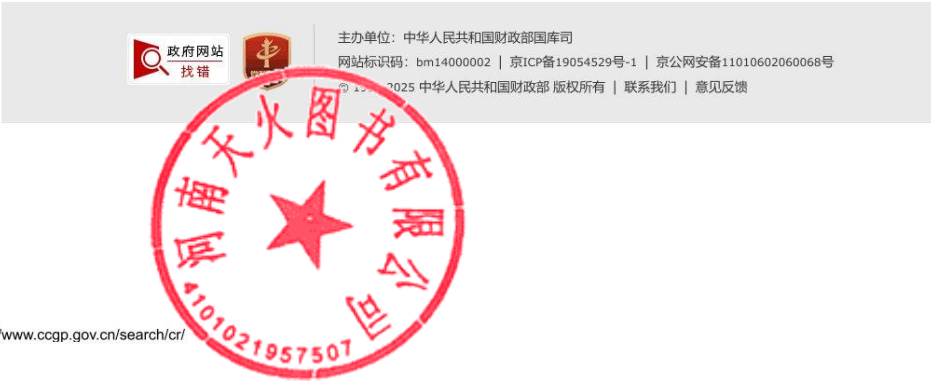 政府网站
找错
主办单位：中华人民共和国财政部国库司
网站标识码：bm14000002 | 京ICP备19054529号-1 | 京公网安备11010602060068号
2025 中华人民共和国财政部 版权所有 | 联系我们 | 意见反馈
河南天火图书有限公司
4101021957507
www.ccgp.gov.cn/search/cr/